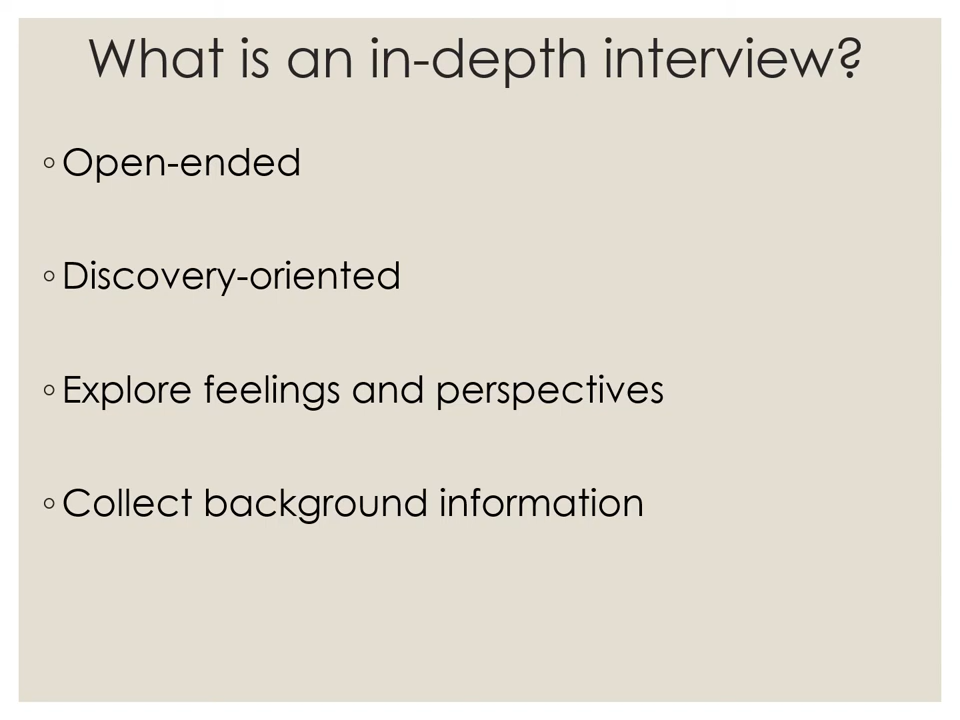 What is an in-depth interview?
◦Open-ended
◦Discovery-oriented
◦Explore feelings and perspectives
◦Collect background information